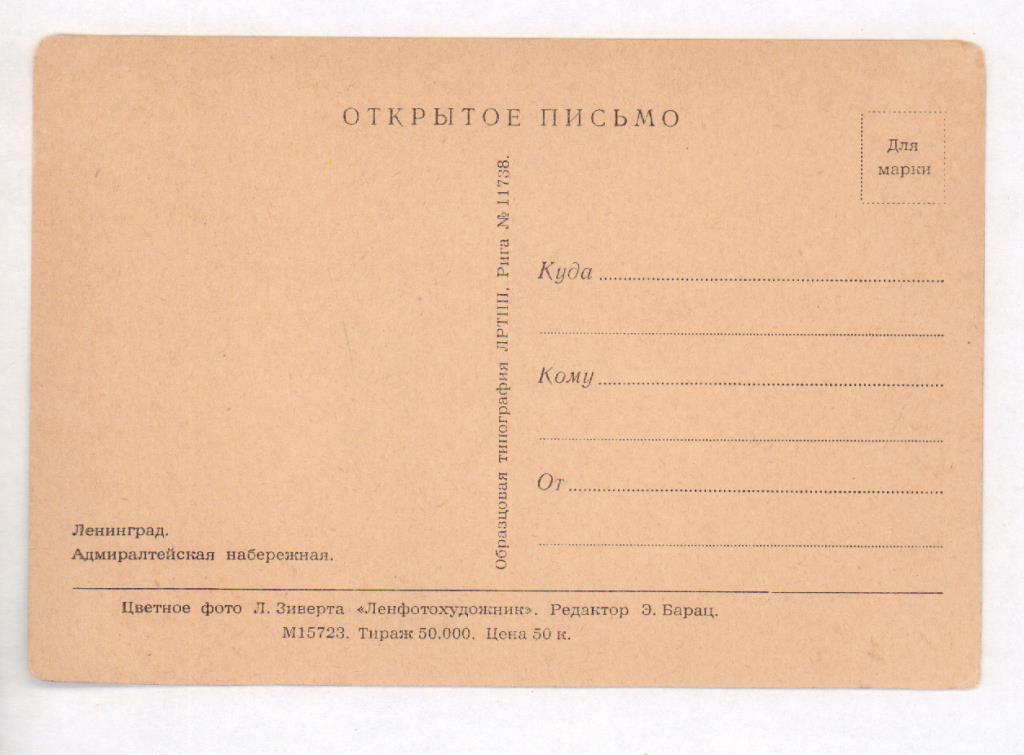 ОТКРЫТОЕ ПИСЬМО
Для
марки
Образцовая типография ЛРТПП, Рига № 11738.
Куда
Кому
От
Ленинград.
Адмиралтейская набережная.
Цветное фото Л. Зиверта «Ленфотохудожник». Редактор Э. Барац.
М15723. Тираж 50.000. Цена 50 к.